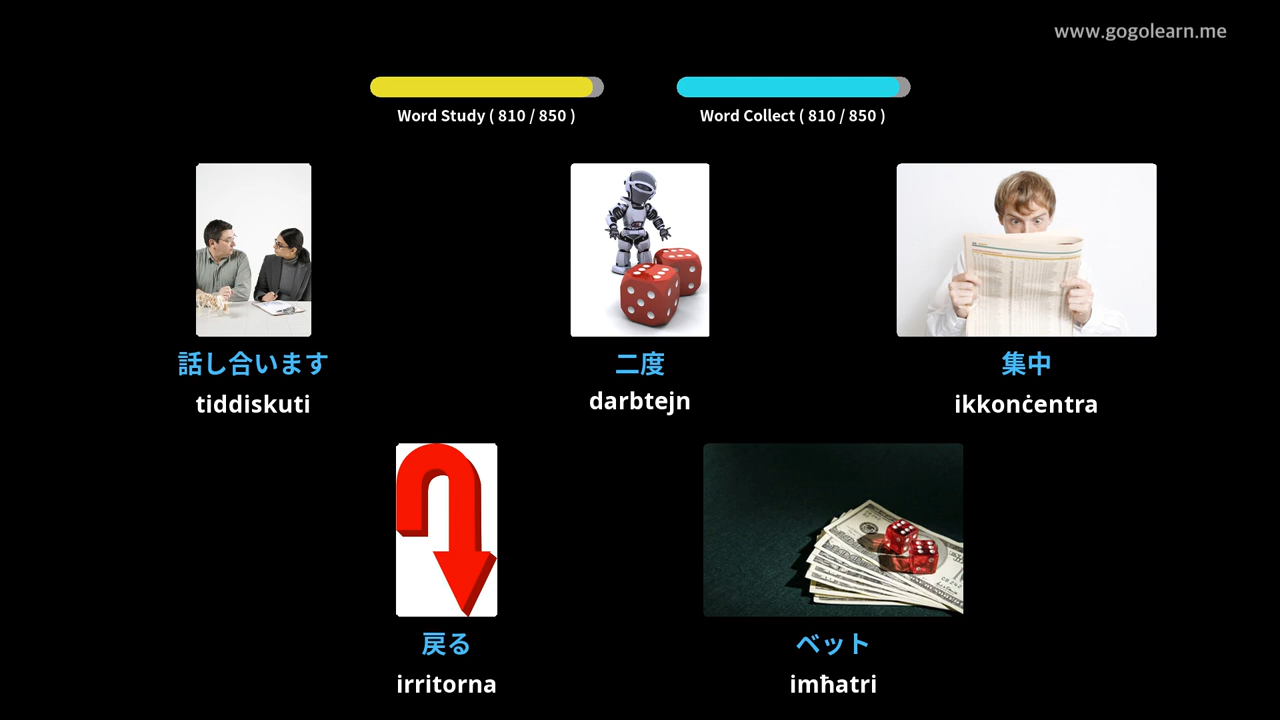 www.gogolearn.me
Word Study ( 810 / 850 )
Word Collect ( 810 / 850 )
話し合います
二度
集中
tiddiskuti
darbtejn
ikkonċentra
戻る
ベット
irritorna
imħatri